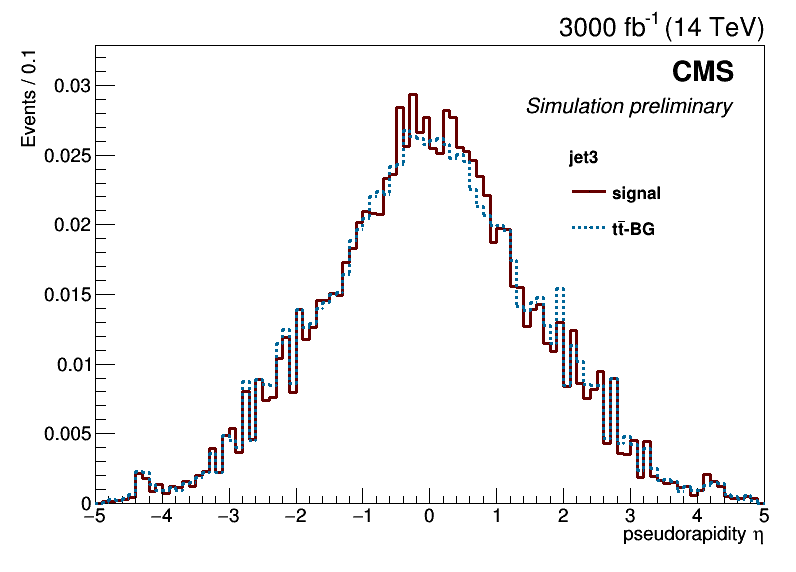 3000 fb-1 (14 TeV)
Events / 0.1
CMS
Simulation preliminary
jet3
signal
tt̄-BG
0.03
0.025
0.02
0.015
0.01
0.005
0
−5 −4 −3 −2 −1 0 1 2 3 4 5
pseudorapidity η